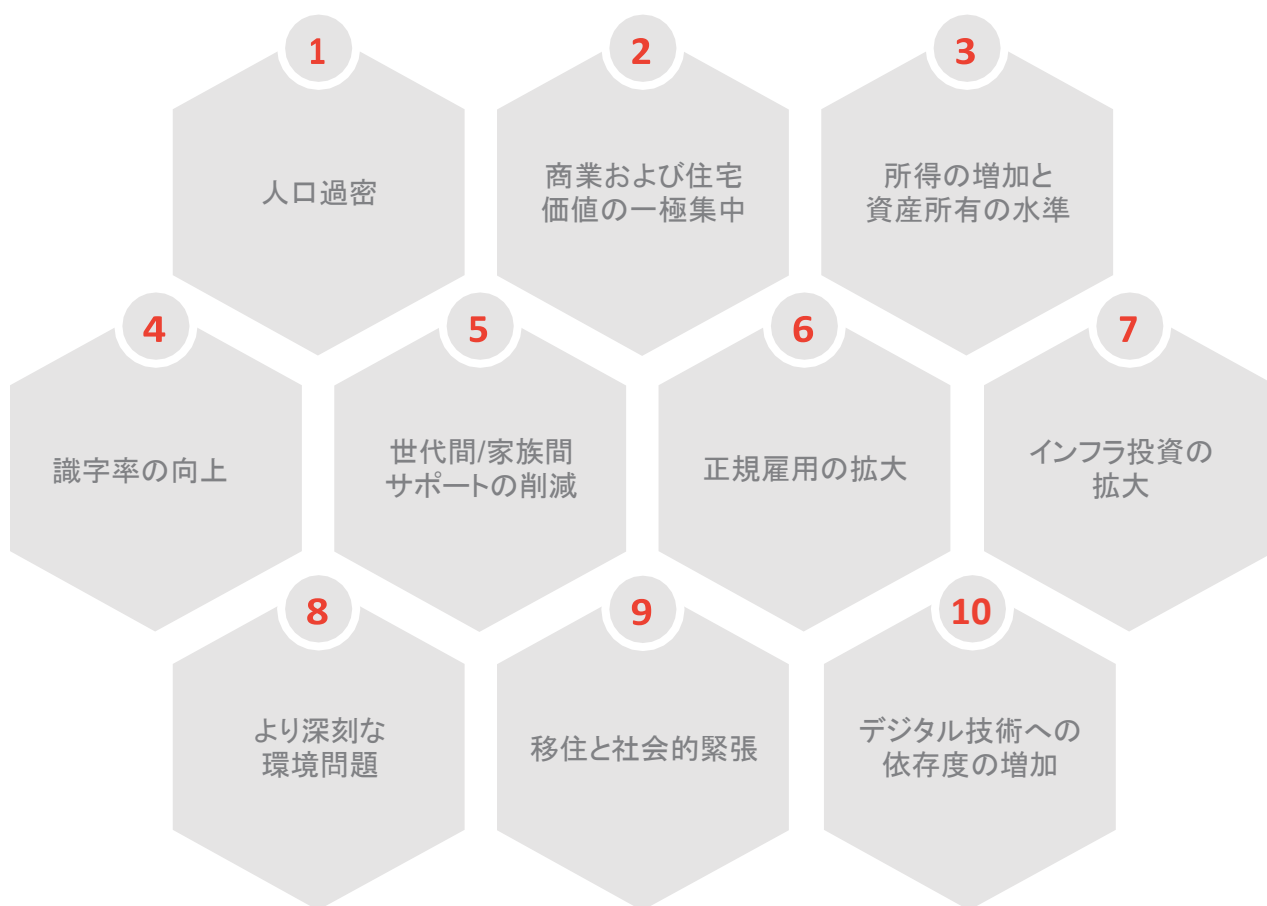 1
人口過密
2
商業および住宅
価値の一極集中
3
所得の増加と
資産所有の水準
4
識字率の向上
5
世代間/家族間
サポートの削減
6
正規雇用の拡大
7
インフラ投資の
拡大
8
より深刻な
環境問題
9
移住と社会的緊張
10
デジタル技術への
依存度の増加